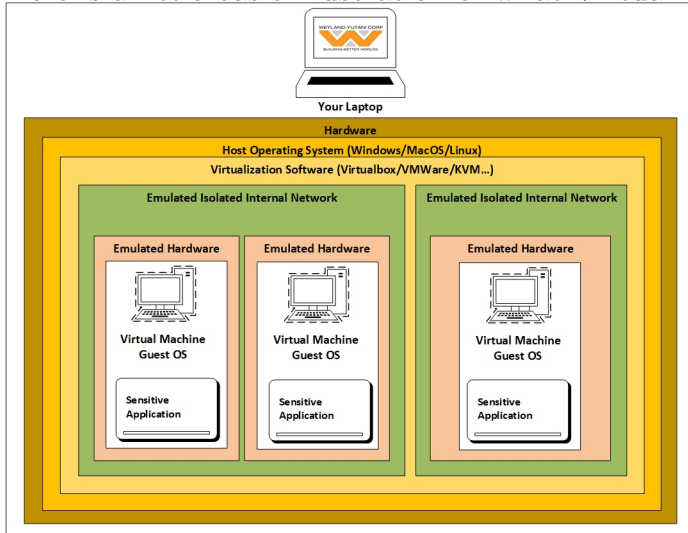 WEYLAND-YUTANI CORP
BUILDING BETTER WORLDS
Your Laptop
Hardware
Host Operating System (Windows/MacOS/Linux)
Virtualization Software (Virtualbox/VMWare/KVM...)
Emulated Isolated Internal Network
Emulated Isolated Internal Network
Emulated Hardware
Emulated Hardware
Emulated Hardware
Virtual Machine
Guest OS
Virtual Machine
Guest OS
Virtual Machine
Guest OS
Sensitive
Application
Sensitive
Application
Sensitive
Application